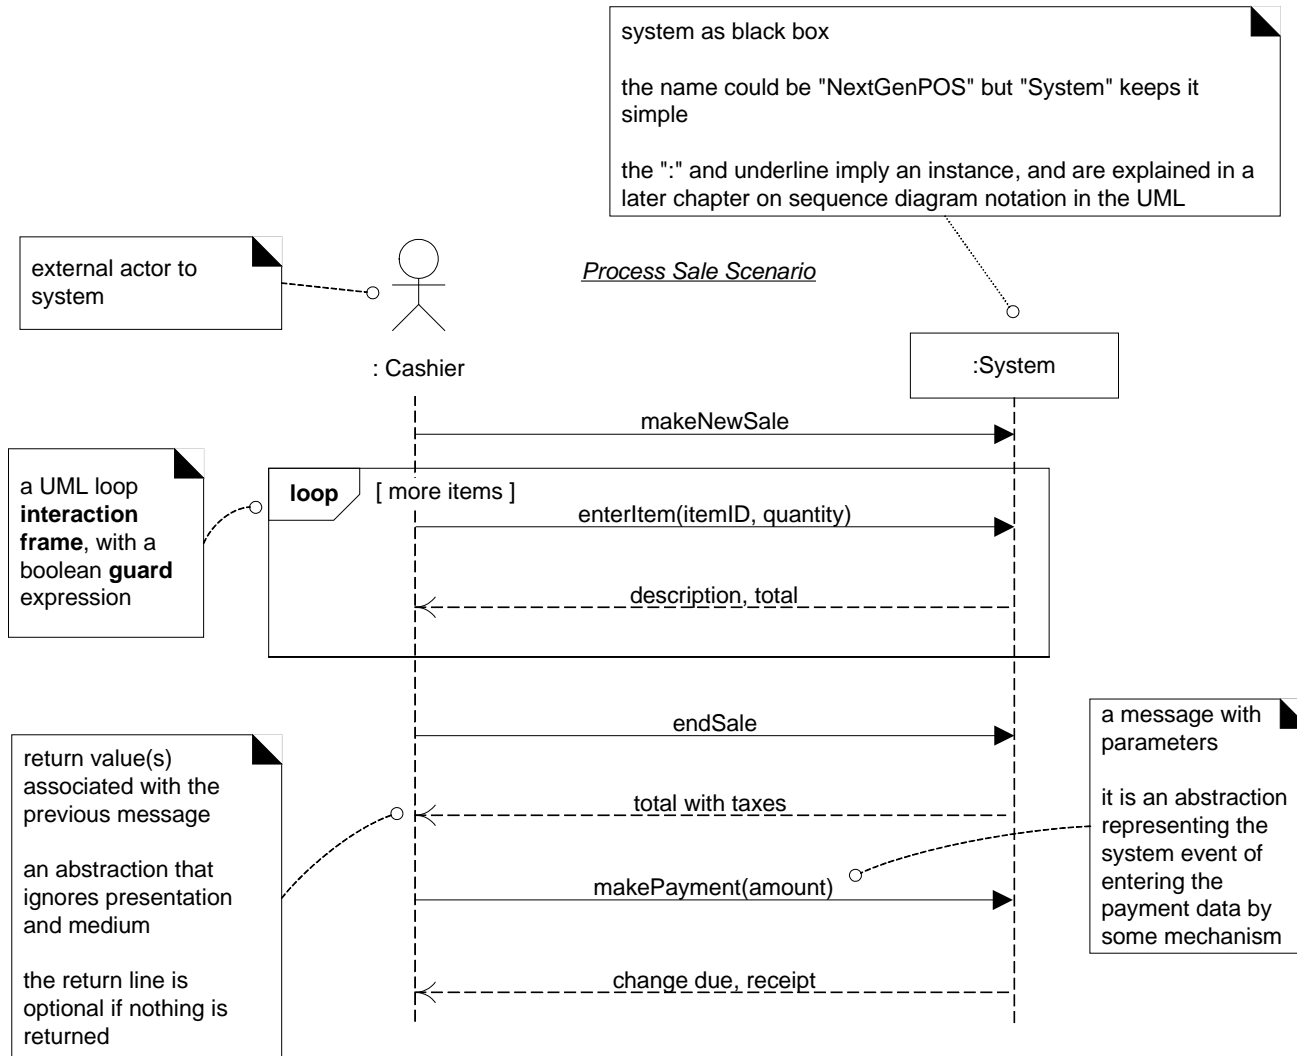 system as black box
the name could be "NextGenPOS" but "System" keeps it
simple
the ":" and underline imply an instance, and are explained in a
later chapter on sequence diagram notation in the UML
external actor to
system
Process Sale Scenario
: Cashier
:System
makeNewSale
a UML loop
interaction
frame, with a
boolean guard
expression
loop
[ more items ]
enterItem(itemID, quantity)
description, total
endSale
return value(s)
associated with the
previous message
an abstraction that
ignores presentation
and medium
the return line is
optional if nothing is
returned
total with taxes
a message with
parameters
it is an abstraction
representing the
system event of
entering the
payment data by
some mechanism
makePayment(amount)
change due, receipt